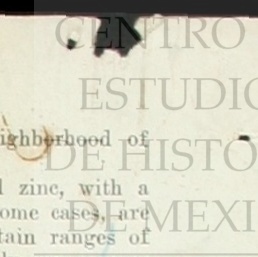 CENTRO
ESTUDIO
ighborhood of
DE HISTO
l zinc, with a
ome cases, are
DE MEXI
tain ranges of